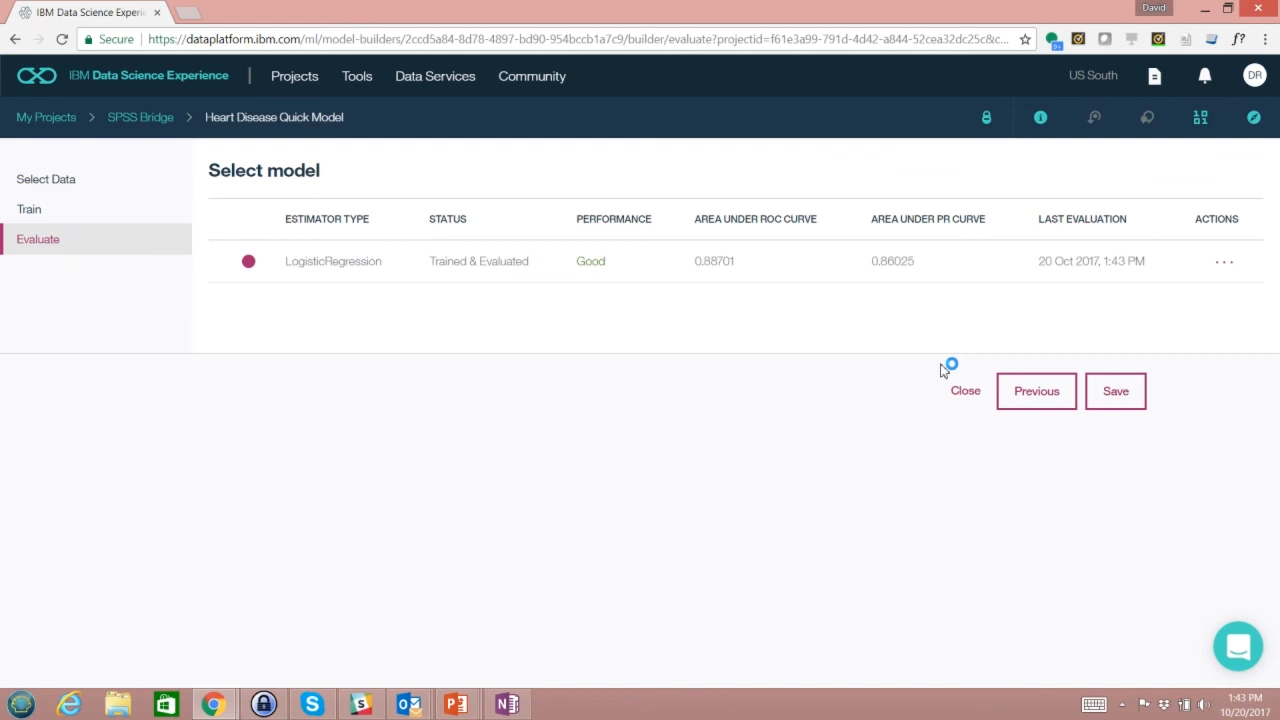 IBM Data Science Experie
David
Secure
https://dataplatform.ibm.com/ml/model-builders/2ccd5a84-8d78-4897-bd90-954bccb1a7c9/builder/evaluate?projectid=f61e3a99-791d-4d42-a844-52cea32dc25c&c...
f?
IBM Data Science Experience
Projects
Tools
Data Services
Community
US South
DR
My Projects > SPSS Bridge > Heart Disease Quick Model
Select Data
Train
Evaluate
Select model
ESTIMATOR TYPE STATUS PERFORMANCE AREA UNDER ROC CURVE AREA UNDER PR CURVE LAST EVALUATION ACTIONS
LogisticRegression Trained & Evaluated Good 0.88701 0.86025 20 Oct 2017, 1:43 PM ...
Close
Previous
Save
1:43 PM
10/20/2017